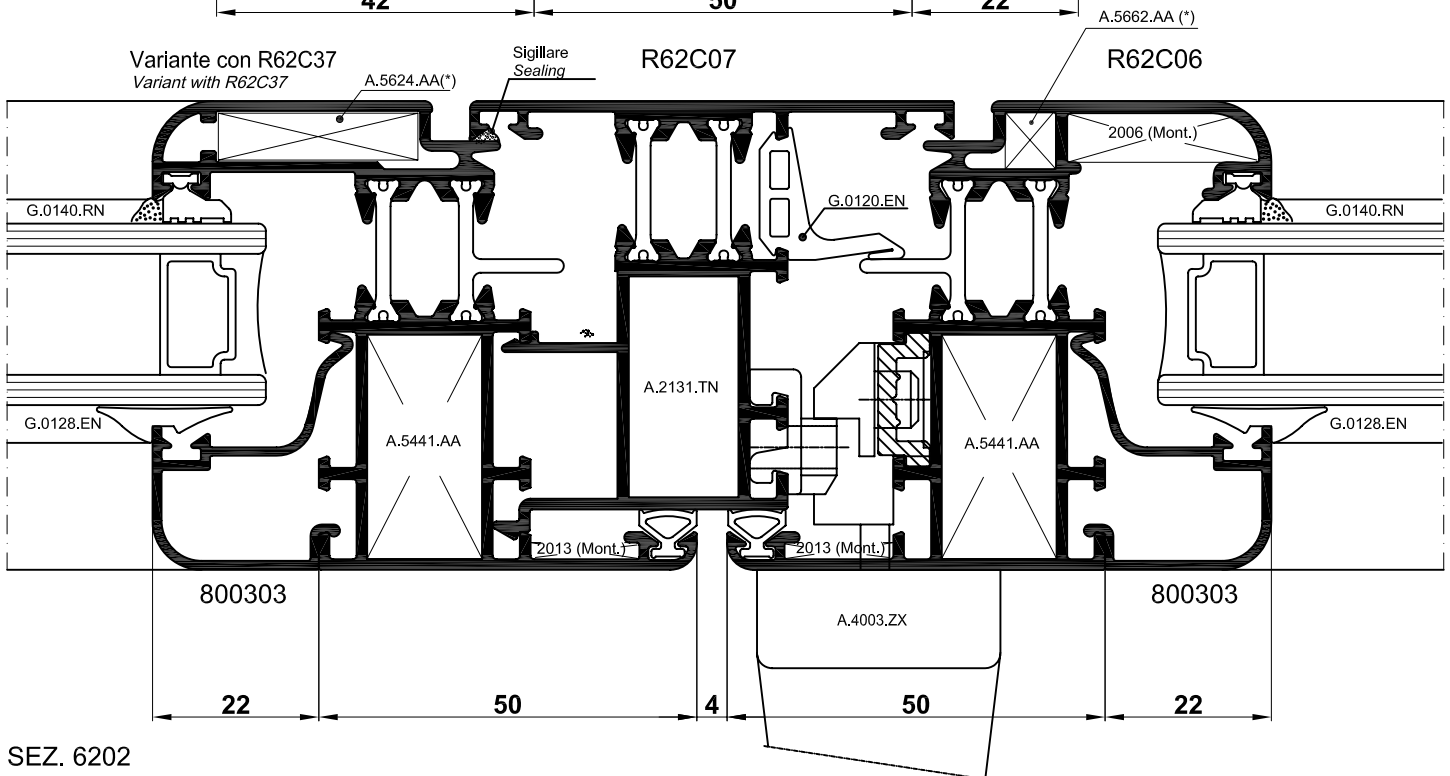 42 50 22
A.5662.AA (*)
Variante con R62C37
Variant with R62C37
A.5624.AA(*)
Sigillare
Sealing
R62C07
R62C06
2006 (Mont.)
G.0140.RN
G.0120.EN
G.0140.RN
A.2131.TN
G.0128.EN
G.0128.EN
A.5441.AA
A.5441.AA
2013 (Mont.)
2013 (Mont.)
800303
800303
A.4003.ZX
22 50 4 50 22
SEZ. 6202